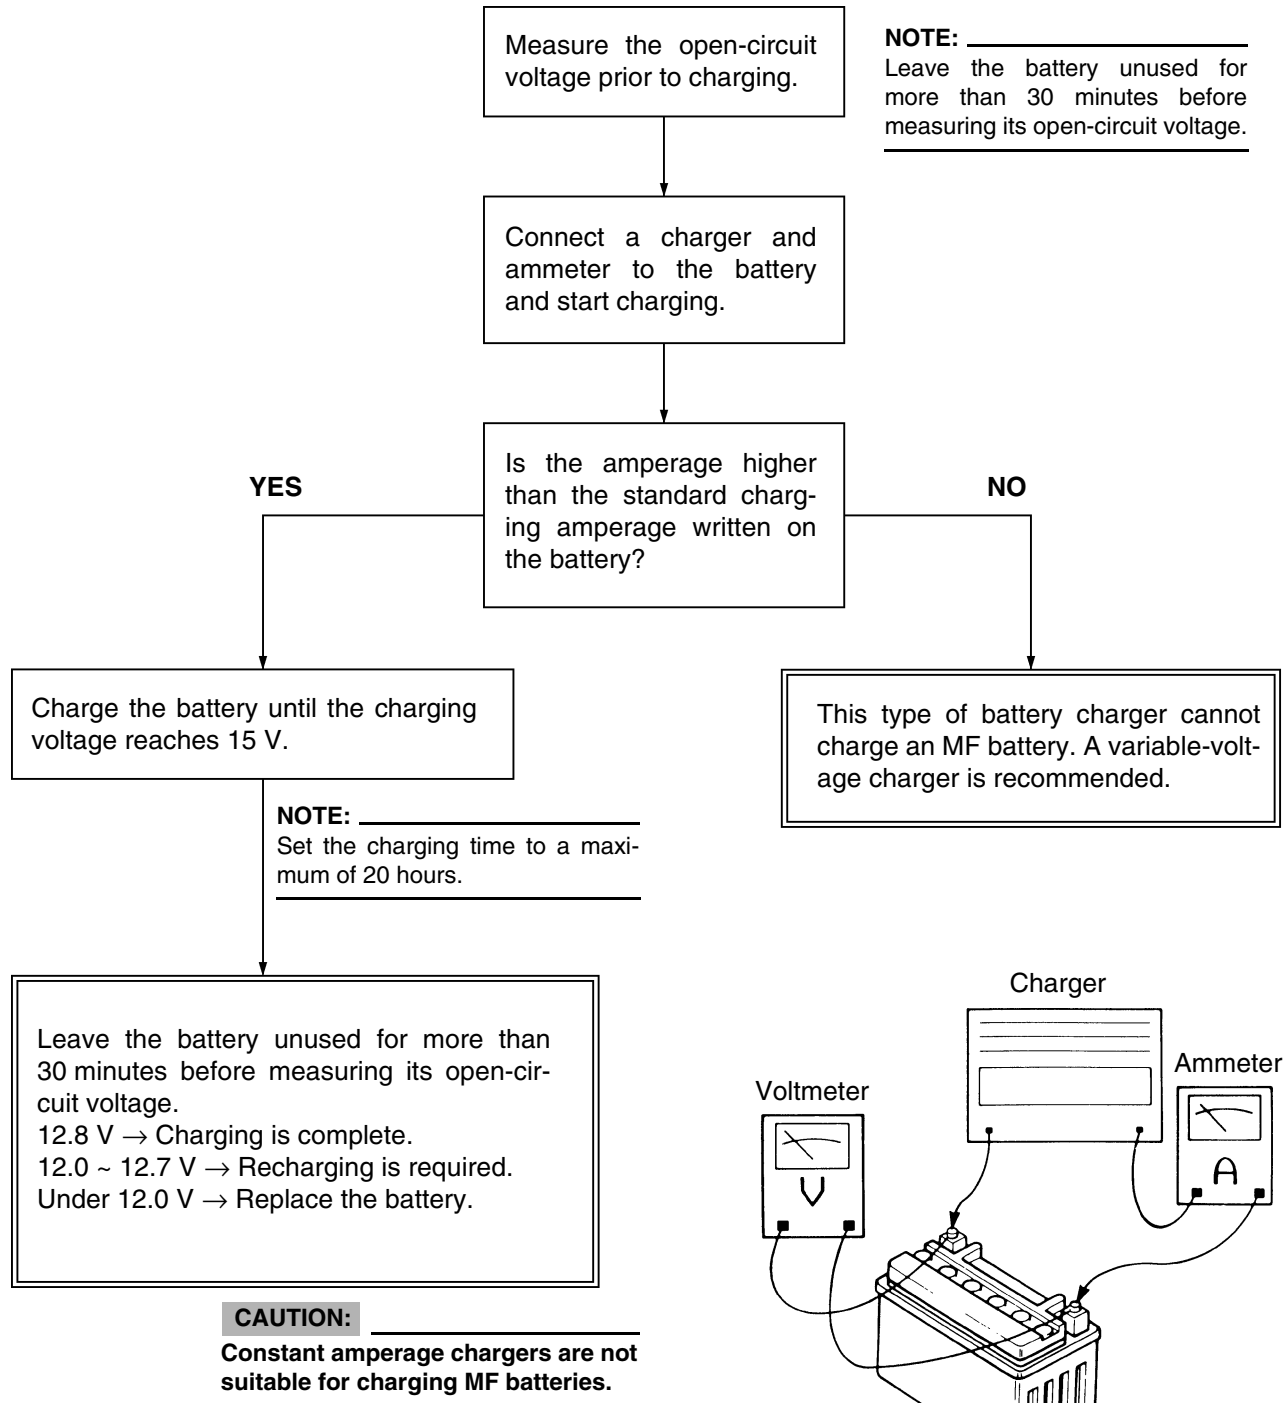 Measure the open-circuit
voltage prior to charging.
NOTE:
Leave the battery unused for
more than 30 minutes before
measuring its open-circuit voltage.
Connect a charger and
ammeter to the battery
and start charging.
Is the amperage higher
than the standard charg-
ing amperage written on
the battery?
YES
NO
Charge the battery until the charging
voltage reaches 15 V.
This type of battery charger cannot
charge an MF battery. A variable-volt-
age charger is recommended.
NOTE:
Set the charging time to a maxi-
mum of 20 hours.
Leave the battery unused for more than
30 minutes before measuring its open-cir-
cuit voltage.
12.8 V → Charging is complete.
12.0 ~ 12.7 V → Recharging is required.
Under 12.0 V → Replace the battery.
Charger
Ammeter
Voltmeter
V
A
CAUTION:
Constant amperage chargers are not
suitable for charging MF batteries.